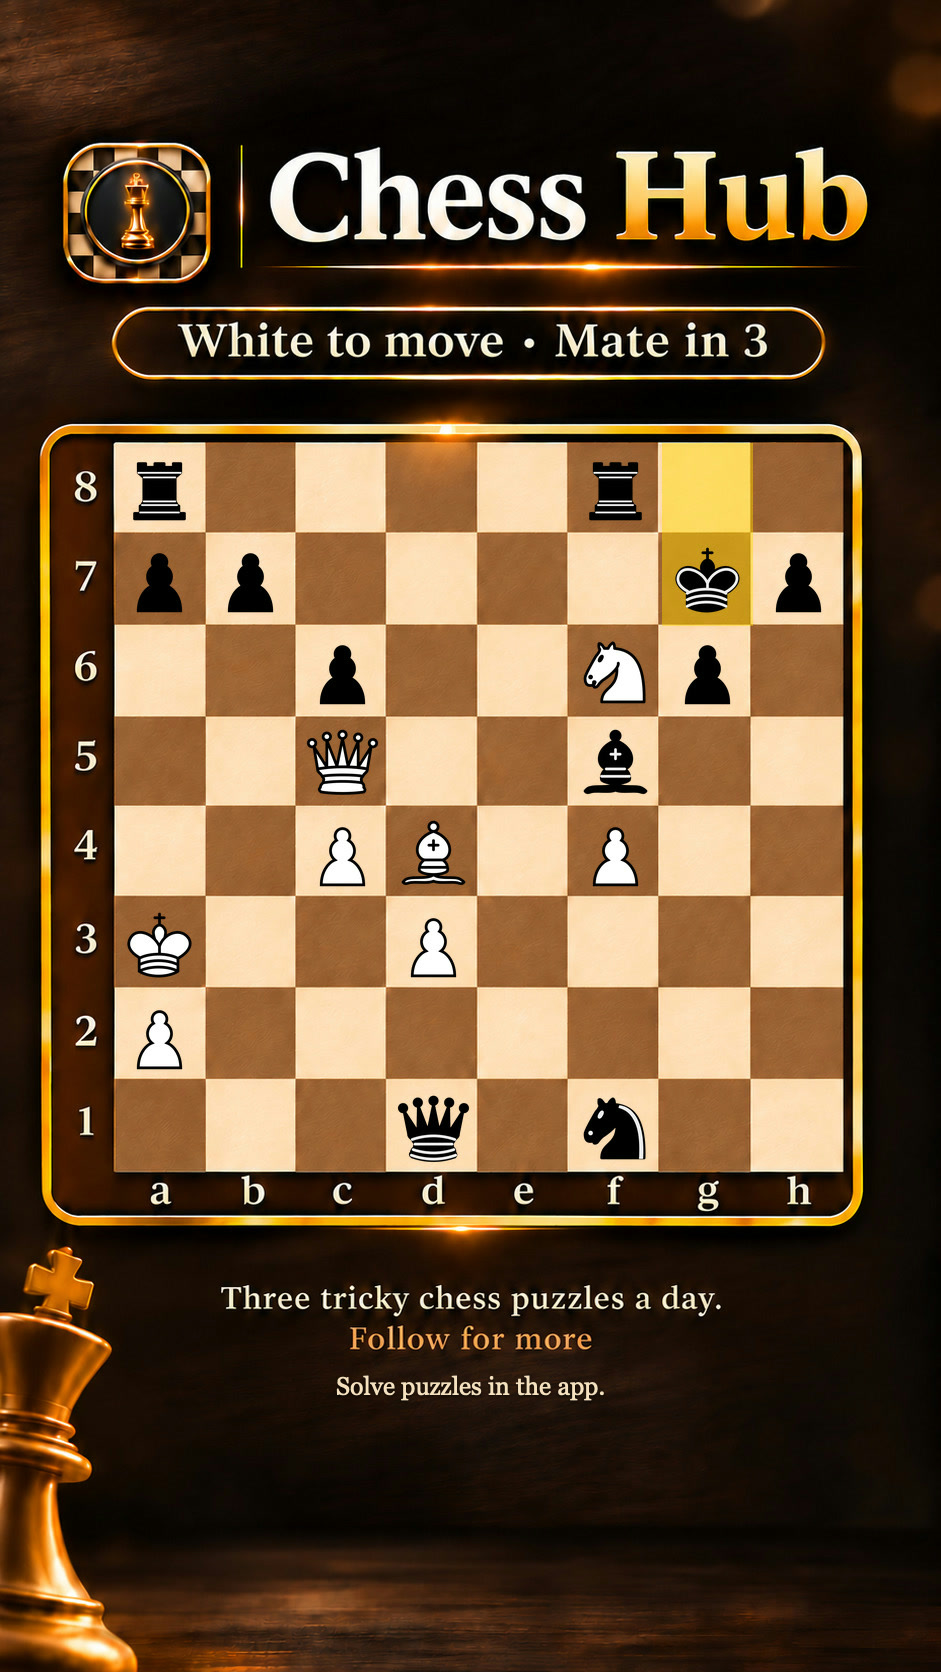 Chess Hub
White to move • Mate in 3
8
7
6
5
4
3
2
1
a b c d e f g h
Three tricky chess puzzles a day.
Follow for more
Solve puzzles in the app.